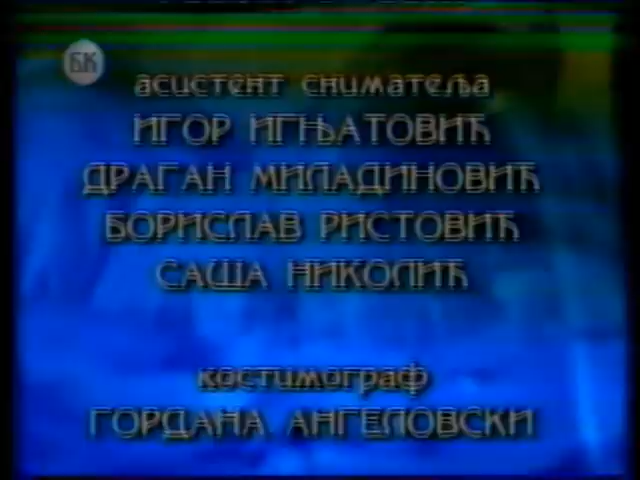 БК
асистент сниматеља
ИГОР ИГЊАТОВИЋ
ДРАГАН МИЛАДИНОВИЋ
БОРИСЛАВ РИСТОВИЋ
САША НИКОЛИЋ
костимограф
ГОРДАНА АНГЕЛОВСКИ